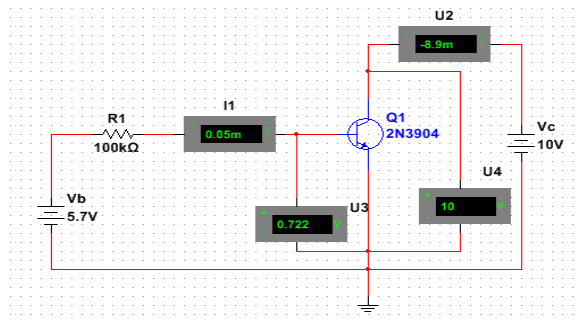 U2
-8.9m
I1
Q1
2N3904
R1
100kΩ
0.05m
Vc
10V
U4
Vb
5.7V
U3
0.722 V
10 V